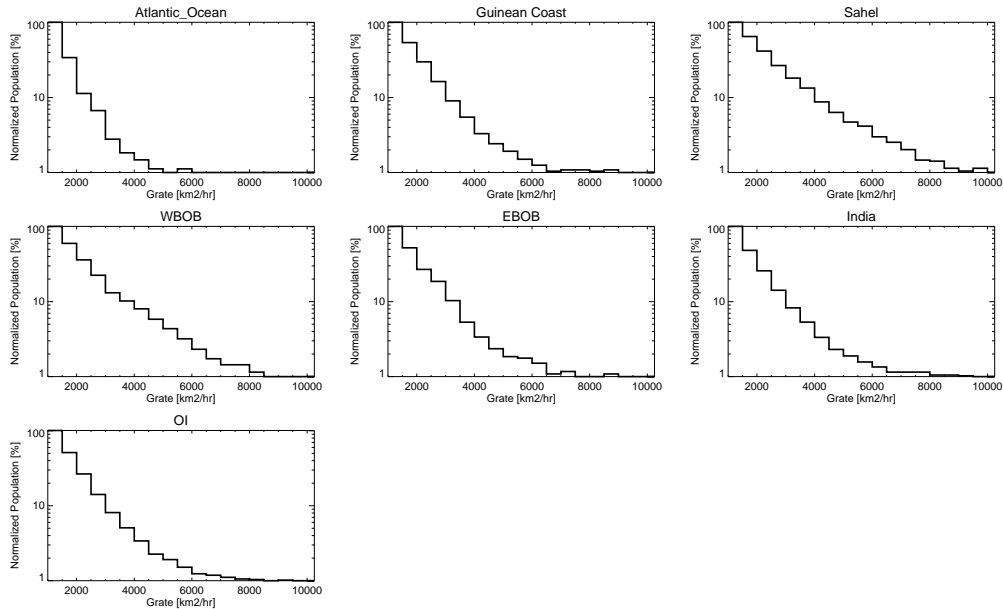 Atlantic_Ocean
Normalized Population [%]
100
10
1
2000 4000 6000 8000 10000
Grate [km2/hr]
Guinean Coast
Normalized Population [%]
100
10
1
2000 4000 6000 8000 10000
Grate [km2/hr]
Sahel
Normalized Population [%]
100
10
1
2000 4000 6000 8000 10000
Grate [km2/hr]
WBOB
Normalized Population [%]
100
10
1
2000 4000 6000 8000 10000
Grate [km2/hr]
EBOB
Normalized Population [%]
100
10
1
2000 4000 6000 8000 10000
Grate [km2/hr]
India
Normalized Population [%]
100
10
1
2000 4000 6000 8000 10000
Grate [km2/hr]
OI
Normalized Population [%]
100
10
1
2000 4000 6000 8000 10000
Grate [km2/hr]